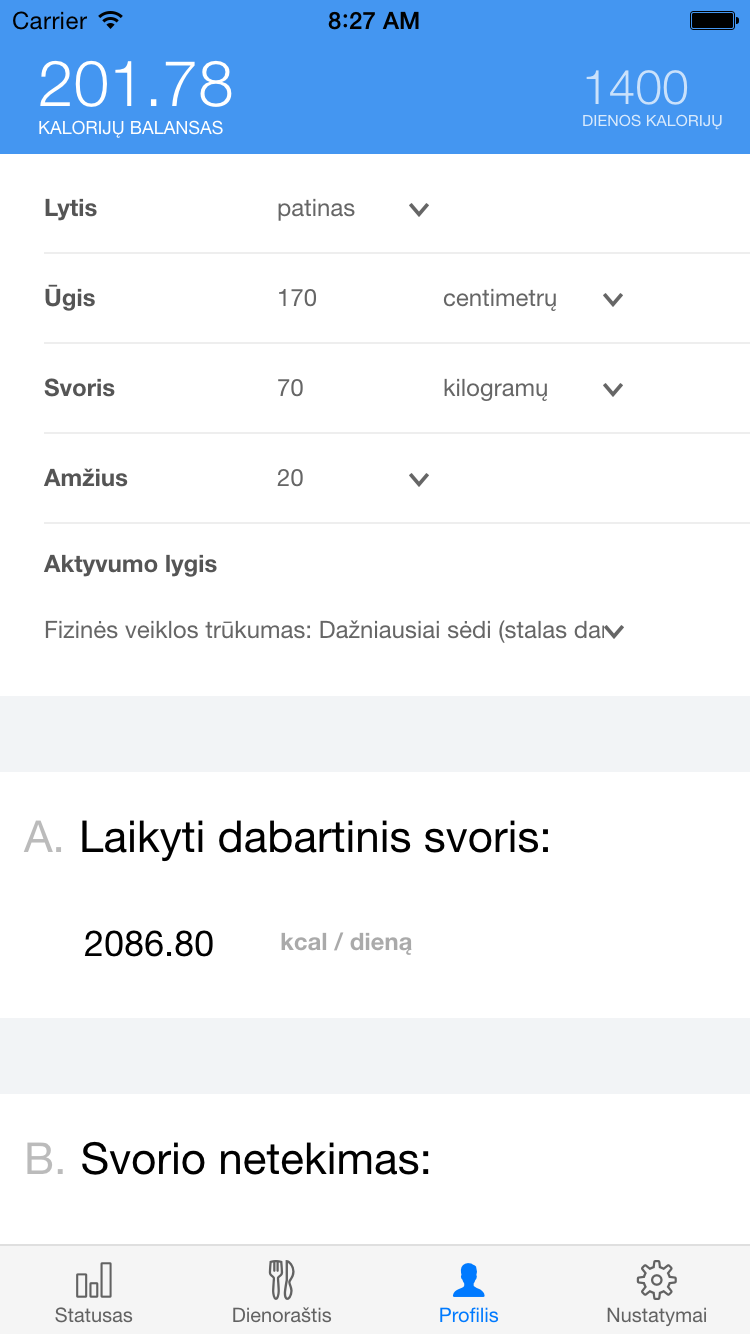 Carrier 8:27 AM
201.78 1400
KALORIJŲ BALANSAS DIENOS KALORIJŲ
Lytis patinas
Ūgis 170 centimetrų
Svoris 70 kilogramų
Amžius 20
Aktyvumo lygis
Fizinės veiklos trūkumas: Dažniausiai sėdi (stalas dar
A. Laikyti dabartinis svoris:
2086.80 kcal / dieną
B. Svorio netekimas:
Statusas Dienoraštis Profilis Nustatymai